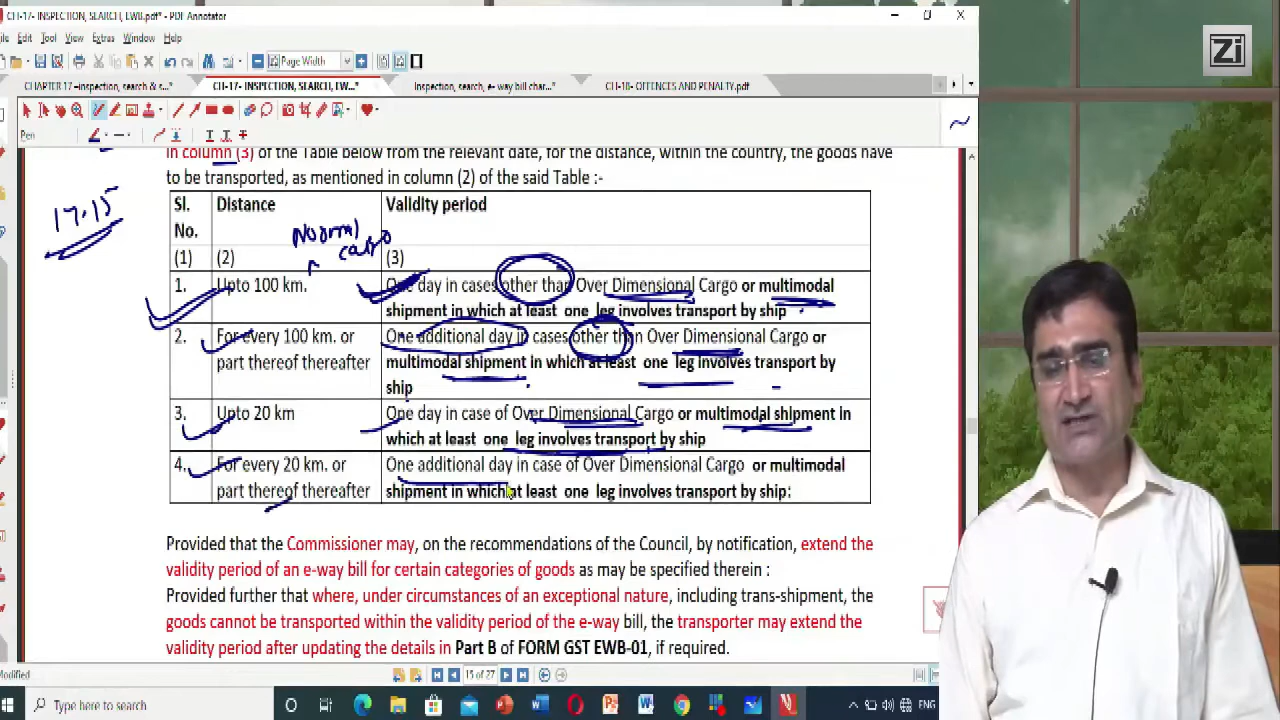 CH-17- INSPECTION, SEARCH, EWB.pdf* - PDF Annotator
Edit Tool View Extras Window Help
Page Width
CHAPTER 17 –inspection, search & s..."
CH-17- INSPECTION, SEARCH, EW..."
Inspection, search, e- way bill char..."
CH-18- OFFENCES AND PENALTY.pdf
Pen
in column (3) of the Table below from the relevant date, for the distance, within the country, the goods have
to be transported, as mentioned in column (2) of the said Table :-
17.15
Sl. No. Distance Validity period
Normal cargo
(1) (2) (3)
1. Upto 100 km. One day in cases other than Over Dimensional Cargo or multimodal
shipment in which at least one leg involves transport by ship
2. For every 100 km. or One additional day in cases other than Over Dimensional Cargo or
part thereof thereafter multimodal shipment in which at least one leg involves transport by
ship
3. Upto 20 km One day in case of Over Dimensional Cargo or multimodal shipment in
which at least one leg involves transport by ship
4. For every 20 km. or One additional day in case of Over Dimensional Cargo or multimodal
part thereof thereafter shipment in which at least one leg involves transport by ship:
Provided that the Commissioner may, on the recommendations of the Council, by notification, extend the
validity period of an e-way bill for certain categories of goods as may be specified therein :
Provided further that where, under circumstances of an exceptional nature, including trans-shipment, the
goods cannot be transported within the validity period of the e-way bill, the transporter may extend the
validity period after updating the details in Part B of FORM GST EWB-01, if required.
15 of 27
Type here to search
ENG
Zi